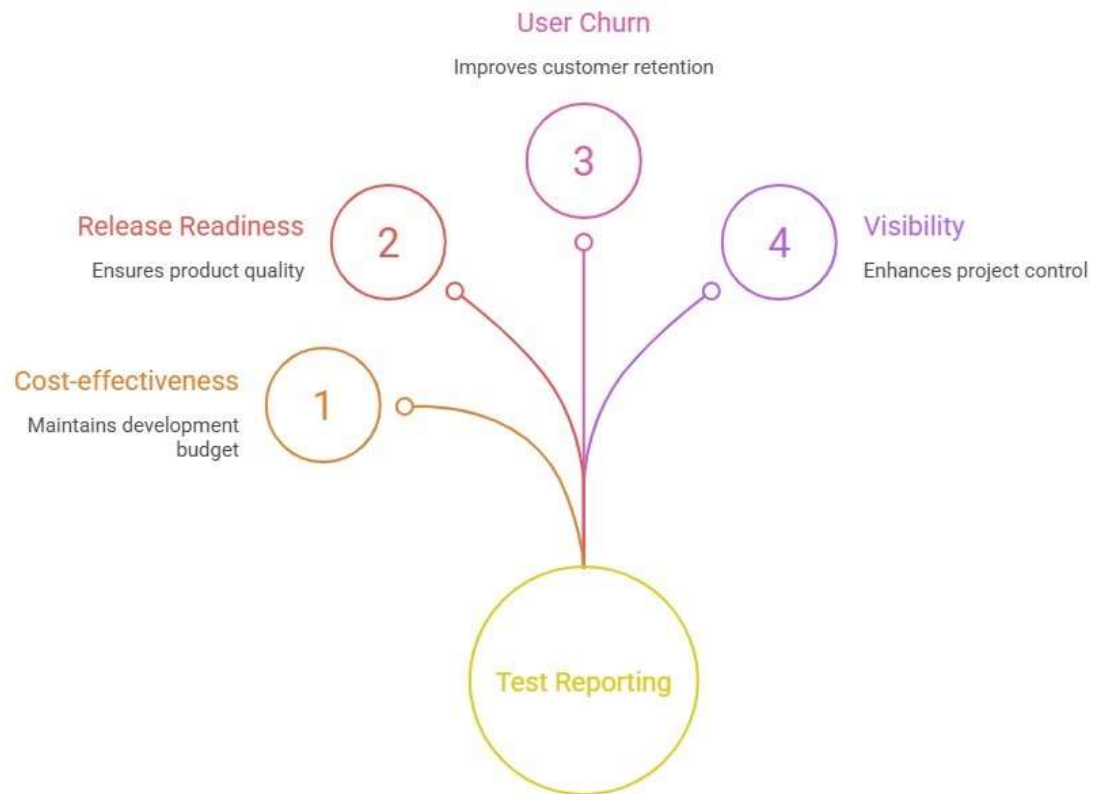 User Churn
Improves customer retention
3
Release Readiness
Ensures product quality
2
4
Visibility
Enhances project control
Cost-effectiveness
Maintains development
budget
1
Test Reporting